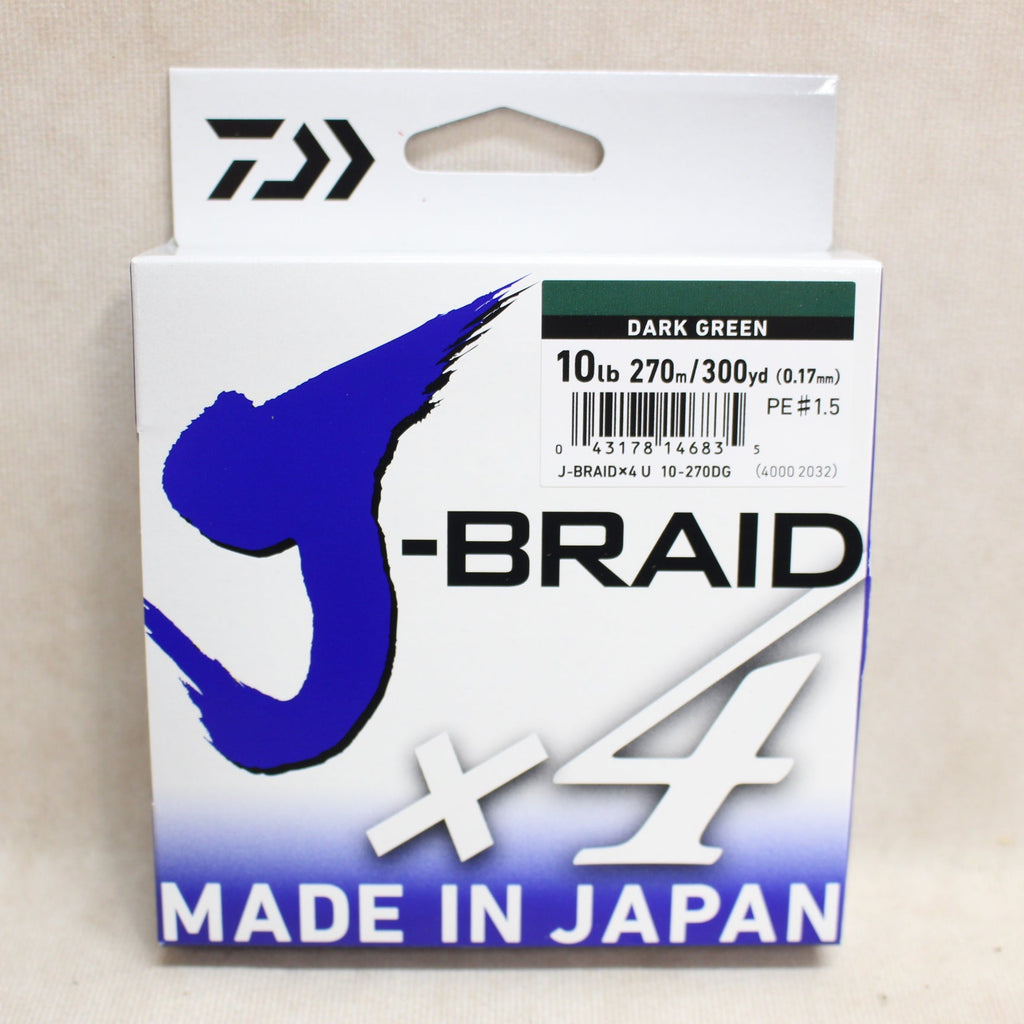 DARK GREEN
10lb 270m/300yd (0.17mm)
PE#1.5
0 43178 14683 5
J-BRAID×4 U 10-270DG (4000 2032)
J-BRAID
×4
MADE IN JAPAN